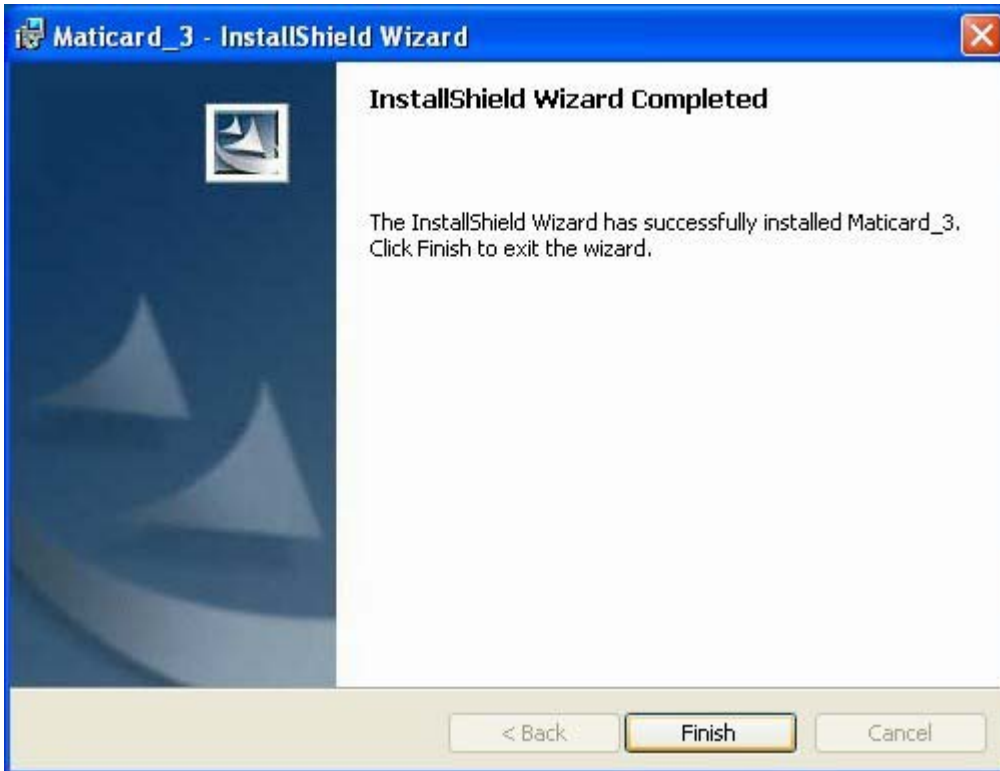 Maticard_3 - InstallShield Wizard
InstallShield Wizard Completed
The InstallShield Wizard has successfully installed Maticard_3.
Click Finish to exit the wizard.
< Back
Finish
Cancel